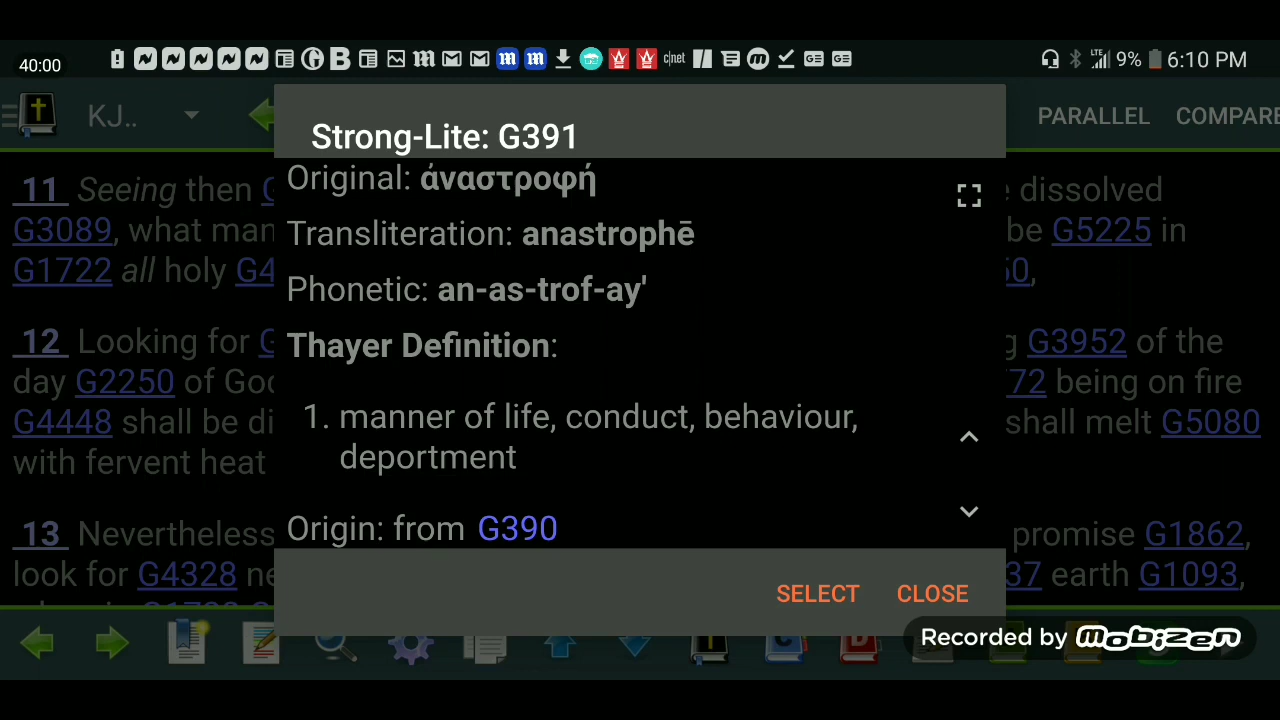 40:00
B
m
c|net
LTE
9%
6:10 PM
KJ..
PARALLEL
COMPARE
Strong-Lite: G391
Original: ἀναστροφή
Transliteration: anastrophē
Phonetic: an-as-trof-ay'
Thayer Definition:
1. manner of life, conduct, behaviour,
deportment
Origin: from G390
SELECT
CLOSE
11 Seeing then
dissolved
G3089, what man
be G5225 in
G1722 all holy
12 Looking for
G3952 of the
day G2250 of God
being on fire
G4448 shall be di
shall melt G5080
with fervent heat
13 Nevertheless
promise G1862,
look for G4328 ne
earth G1093,
Recorded by mobizen